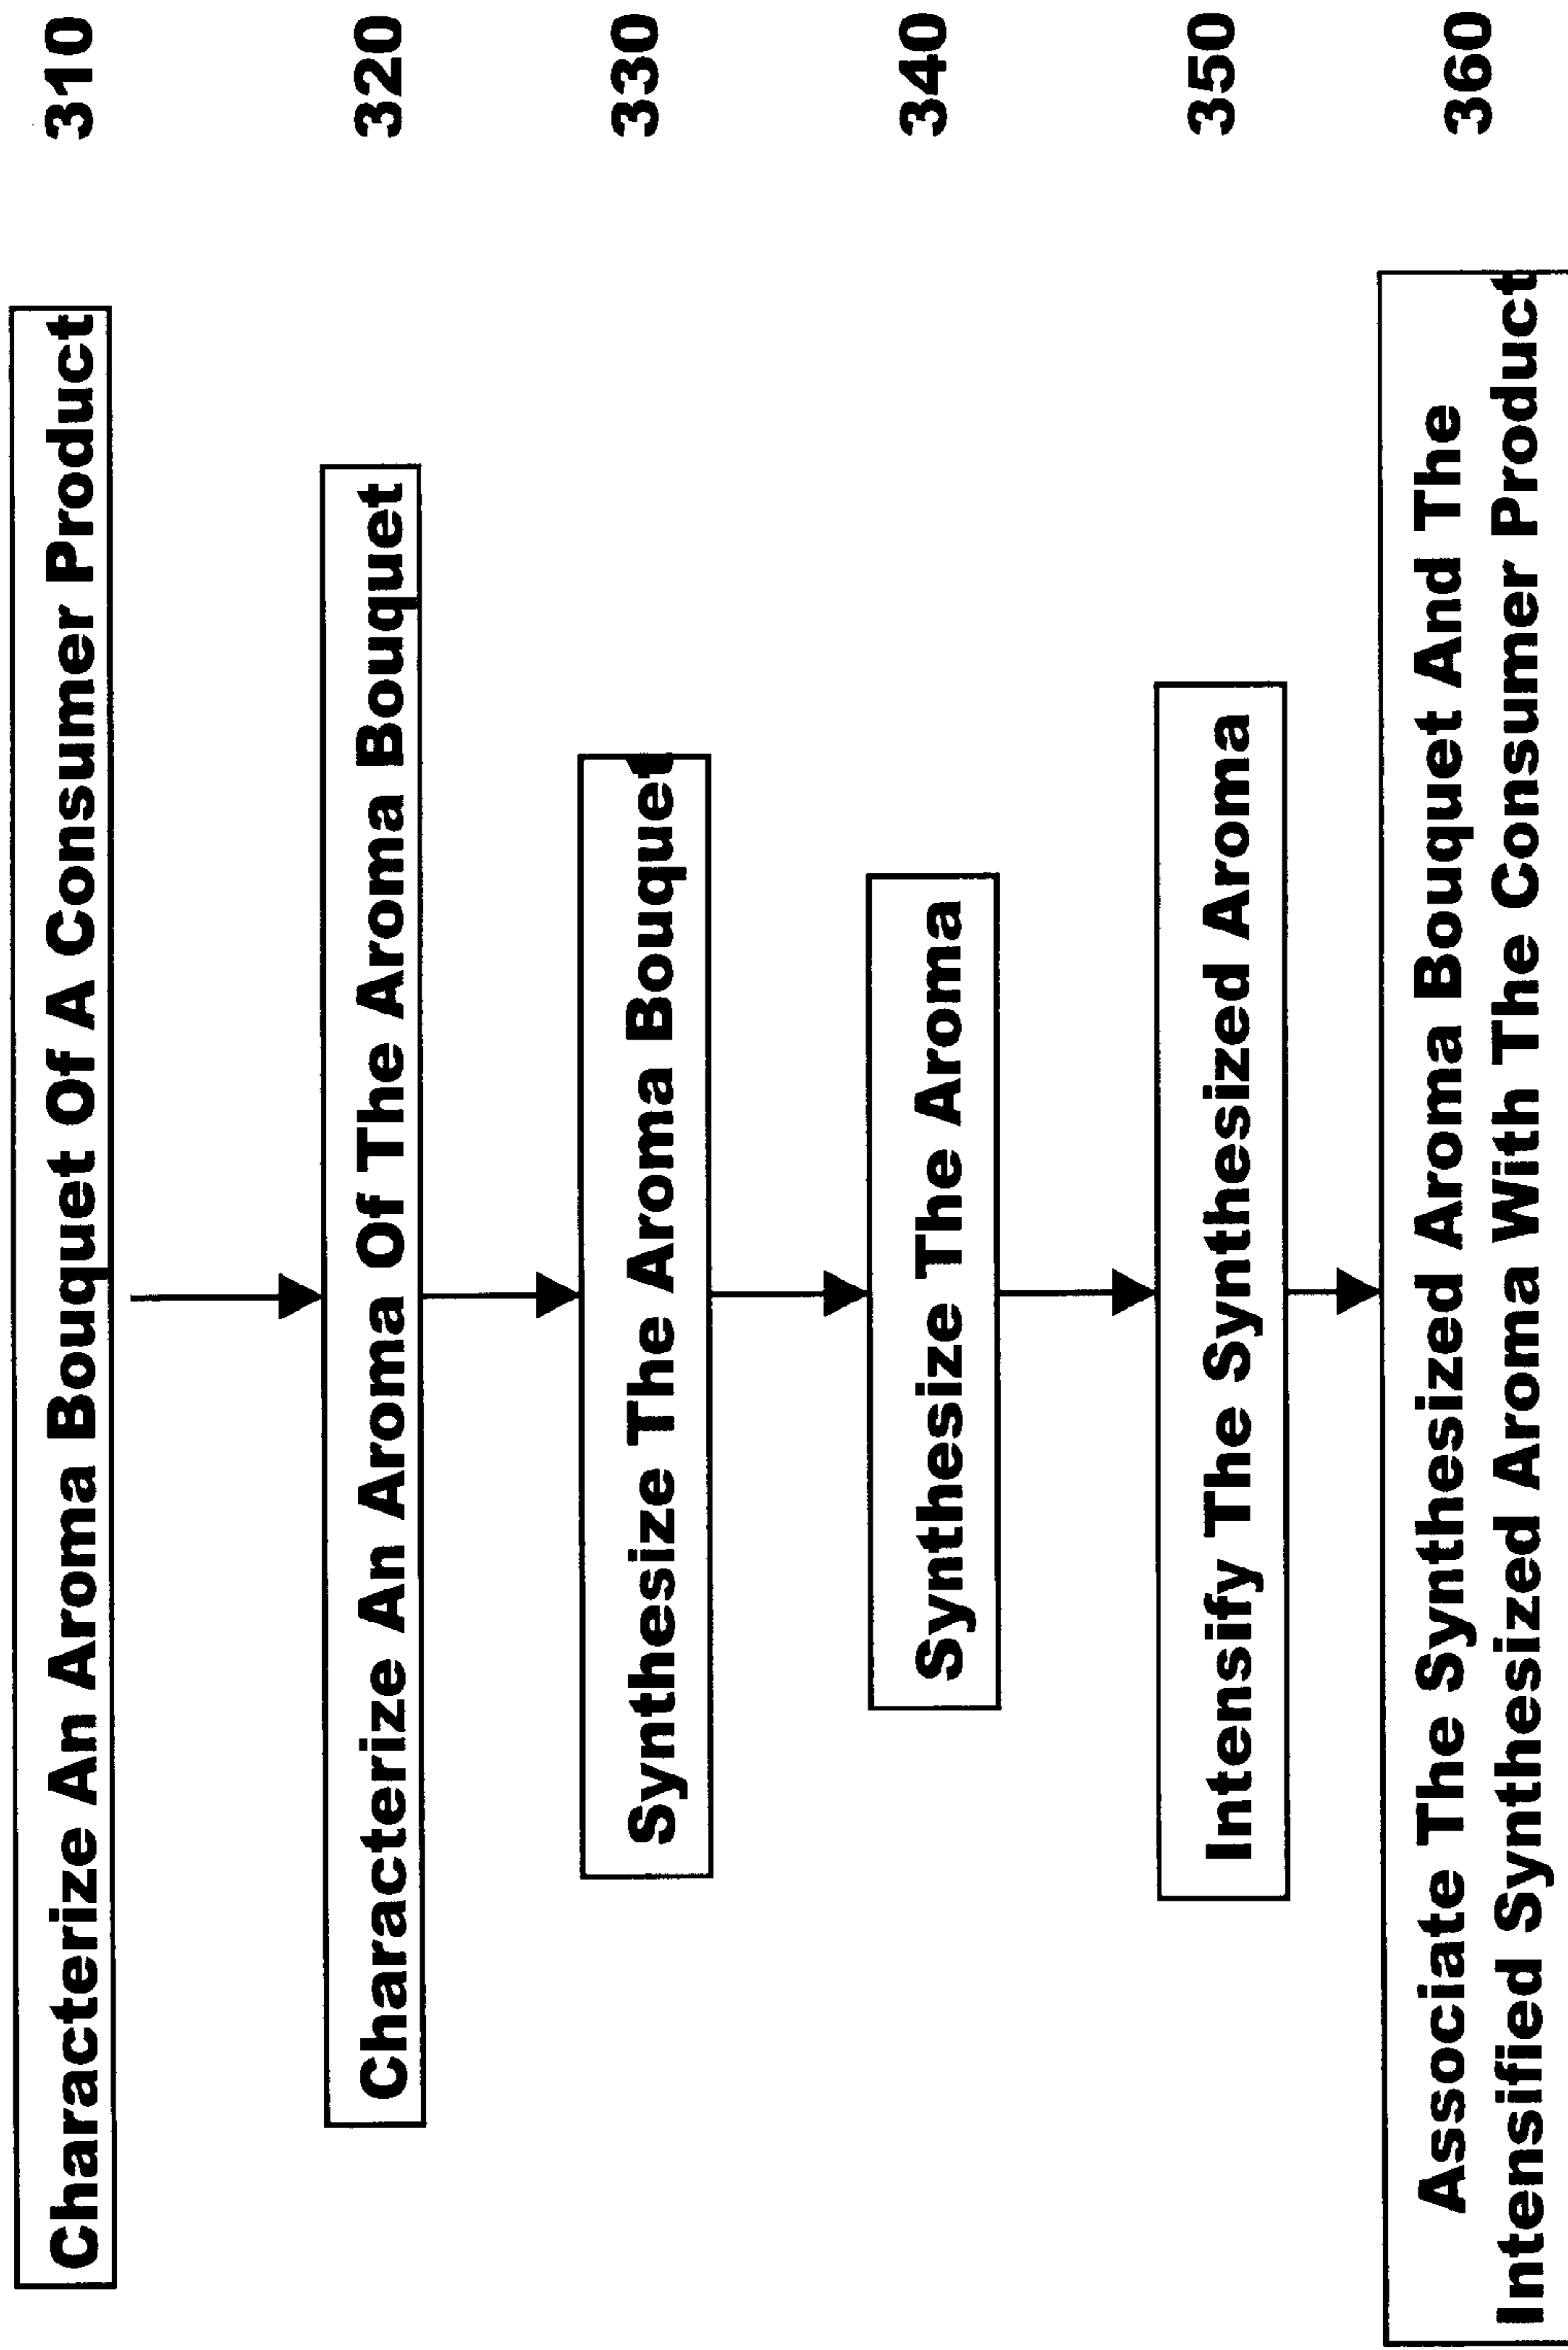 Characterize An Aroma Bouquet Of A Consumer Product 310
Characterize An Aroma Of The Aroma Bouquet 320
Synthesize The Aroma Bouquet 330
Synthesize The Aroma 340
Intensify The Synthesized Aroma 350
Associate The Synthesized Aroma Bouquet And The 360
Intensified Synthesized Aroma With The Consumer Product